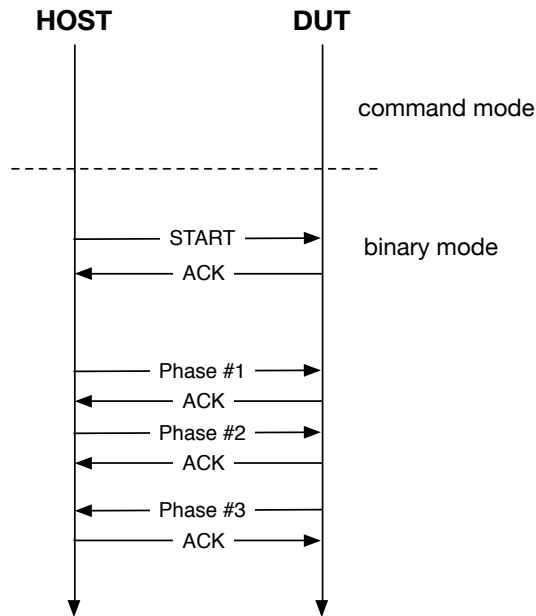 HOST DUT
command mode
START
binary mode
ACK
Phase #1
ACK
Phase #2
ACK
Phase #3
ACK